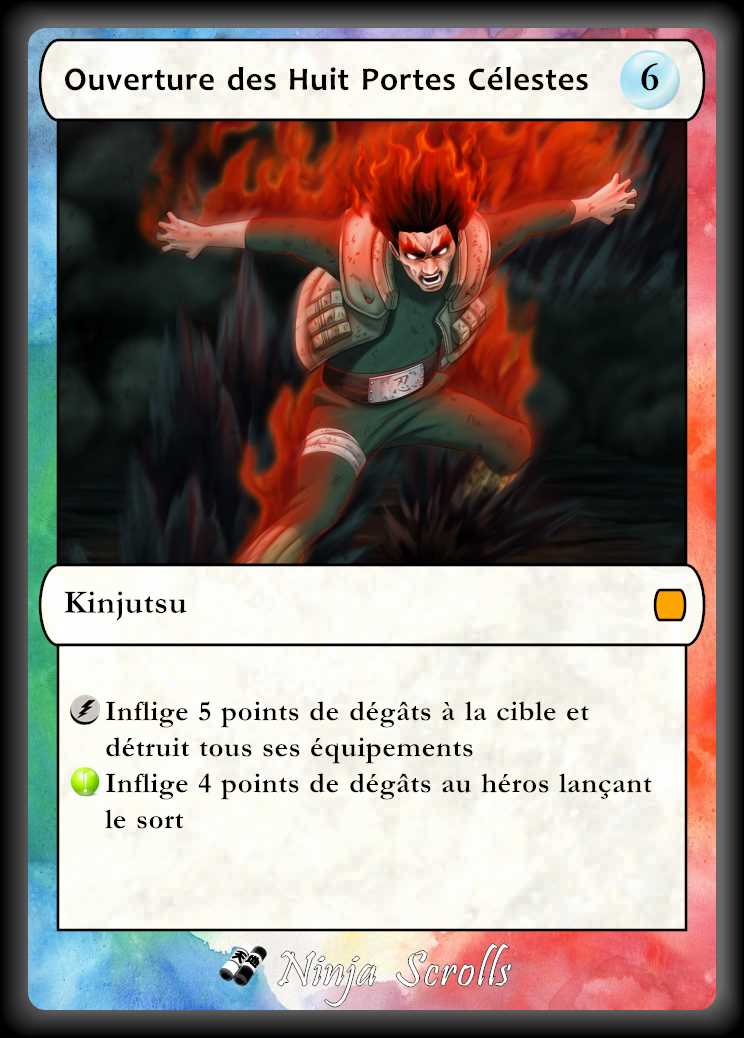 Ouverture des Huit Portes Célestes 6
Kinjutsu
Inflige 5 points de dégâts à la cible et
détruit tous ses équipements
Inflige 4 points de dégâts au héros lançant
le sort
Ninja Scrolls